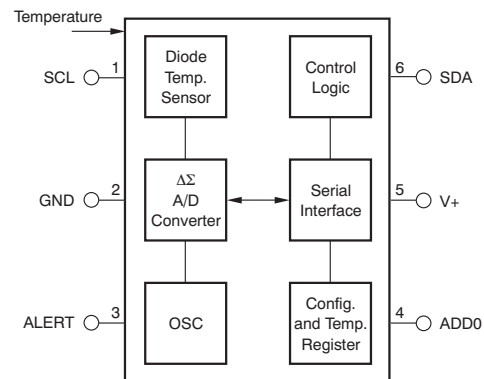 Temperature
SCL
1
Diode
Temp.
Sensor
Control
Logic
6
SDA
GND
2
ΔΣ
A/D
Converter
Serial
Interface
5
V+
ALERT
3
OSC
Config.
and Temp.
Register
4
ADD0